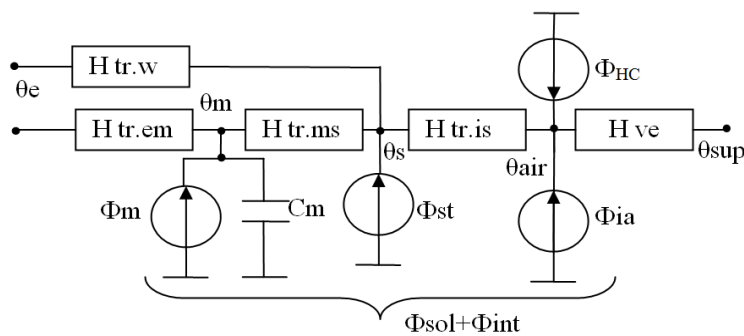 H tr.w
ΦHC
θe
θm
H tr.em
H tr.ms
θs
H tr.is
θair
H ve
θsup
Φm
Cm
Φst
Φia
Φsol+Φint